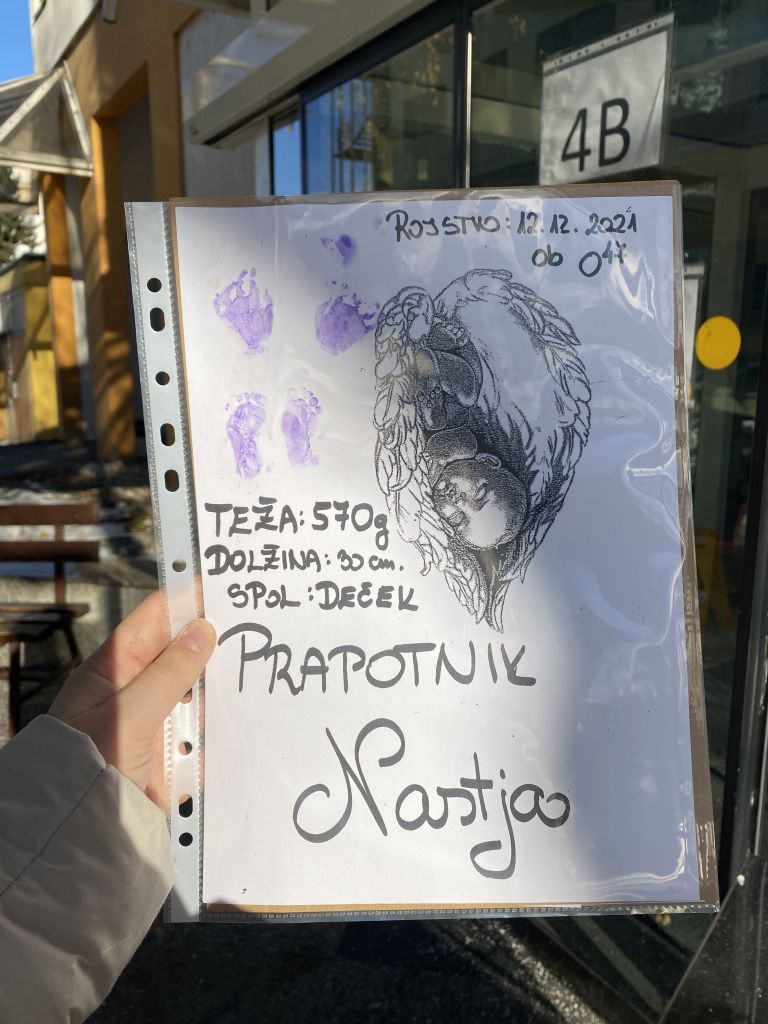 4B
ROJSTVO: 12.12.2021
ob 0⁴⁷
TEŽA: 570g
DOLŽINA: 30 cm.
SPOL: DEČEK
PRAPOTNIK
Nastja